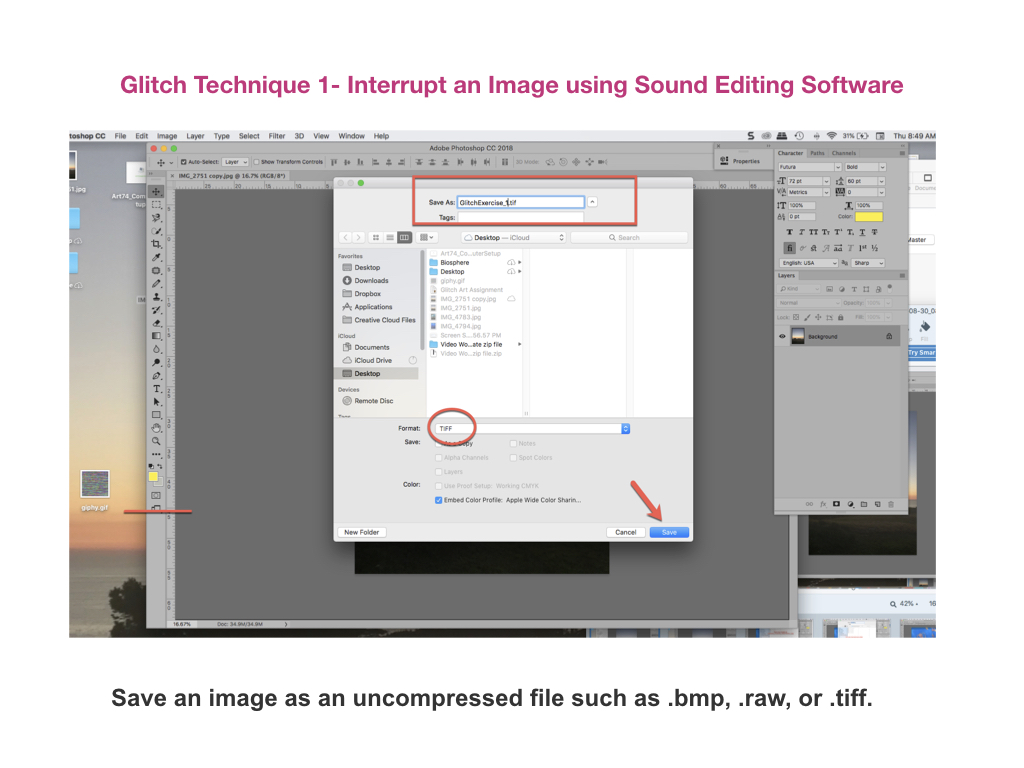 Glitch Technique 1- Interrupt an Image using Sound Editing Software
toshop CC File Edit Image Layer Type Select Filter 3D View Window Help 31% Thu 8:49 AM
Adobe Photoshop CC 2018
Auto-Select: Layer Show Transform Controls
Properties
IMG_2751 copy.jpg @ 16.7% (RGB/8*)
Save As: GlitchExercise_1.tif
Tags:
Desktop — iCloud
Search
Favorites
Desktop
Downloads
Dropbox
Applications
Creative Cloud Files
iCloud
Documents
iCloud Drive
Desktop
Devices
Remote Disc
Art74_Co...uterSetup
Biosphere
Desktop
giphy.gif
Glitch Art Assignment
IMG_2751 copy.jpg
IMG_2751.jpg
IMG_4783.jpg
IMG_4794.jpg
Screen S...56.57 PM
Video Wo...ate zip file
Video Wo...zip file.zip
Format: TIFF
Save: As a Copy Notes
Alpha Channels Spot Colors
Layers
Color: Use Proof Setup: Working CMYK
Embed Color Profile: Apple Wide Color Sharin...
New Folder Cancel Save
Character Paths Channels
Futura Bold
72 pt 60 pt
Metrics 0
100% 100%
0 pt Color:
English: USA Sharp
Layers
Kind
Normal Opacity: 100%
Lock: Fill: 100%
Background
Master
Try Smar
42%
giphy.gif
16.67% Doc: 34.9M/34.9M
Save an image as an uncompressed file such as .bmp, .raw, or .tiff.